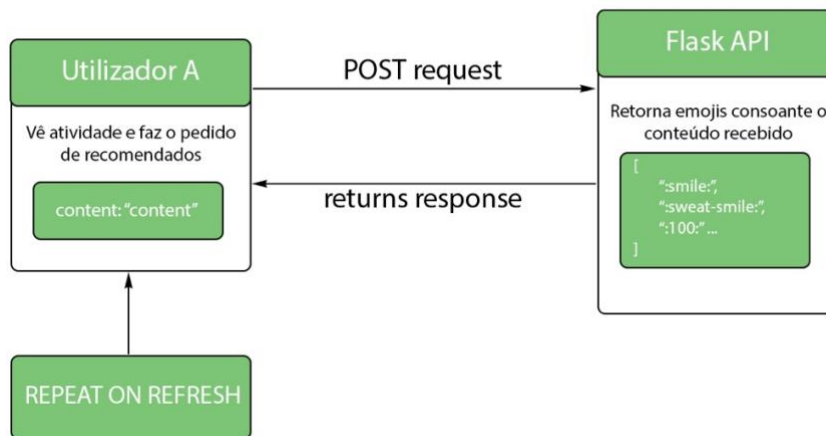 Utilizador A
Vê atividade e faz o pedido
de recomendados
content: “content”
POST request
returns response
Flask API
Retorna emojis consoante o
conteúdo recebido
[
“:smile:”,
“:sweat-smile:”,
“:100:” ...
]
REPEAT ON REFRESH